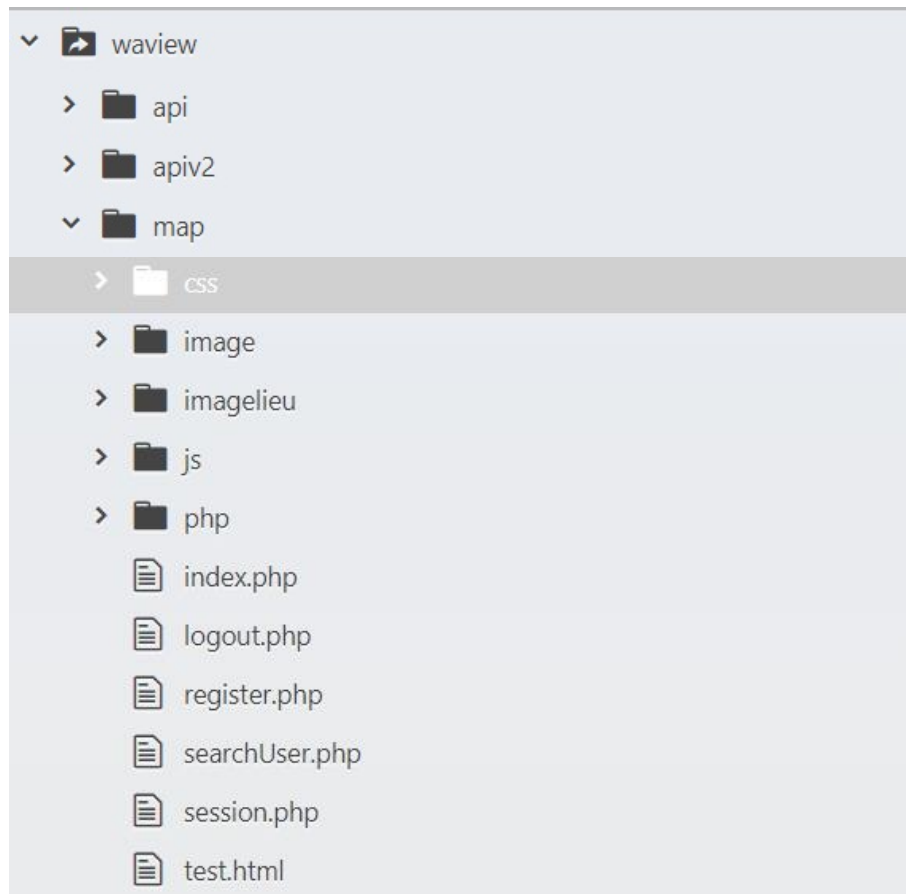 waview
api
apiv2
map
css
image
imagelieu
js
php
index.php
logout.php
register.php
searchUser.php
session.php
test.html